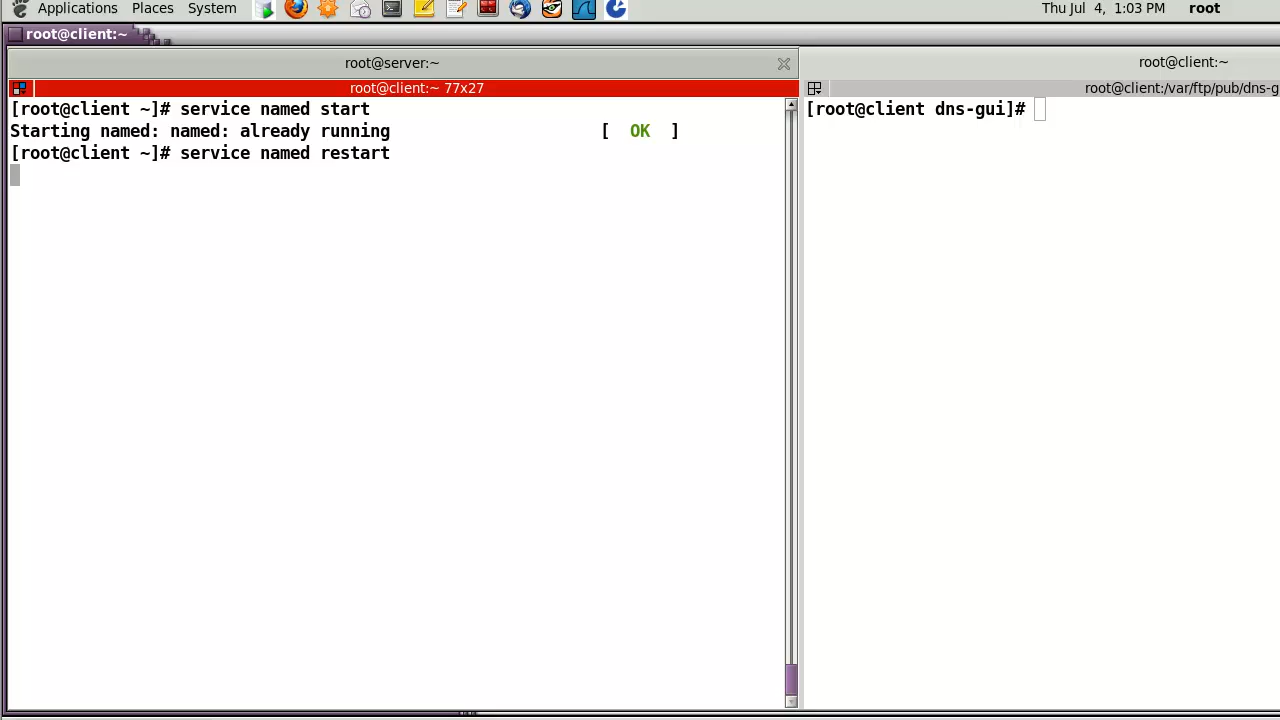 Applications Places System Thu Jul 4, 1:03 PM root
root@client:~
root@server:~ root@client:~
root@client:~ 77x27 root@client:/var/ftp/pub/dns-g
[root@client ~]# service named start
Starting named: named: already running [ OK ]
[root@client ~]# service named restart
[root@client dns-gui]#